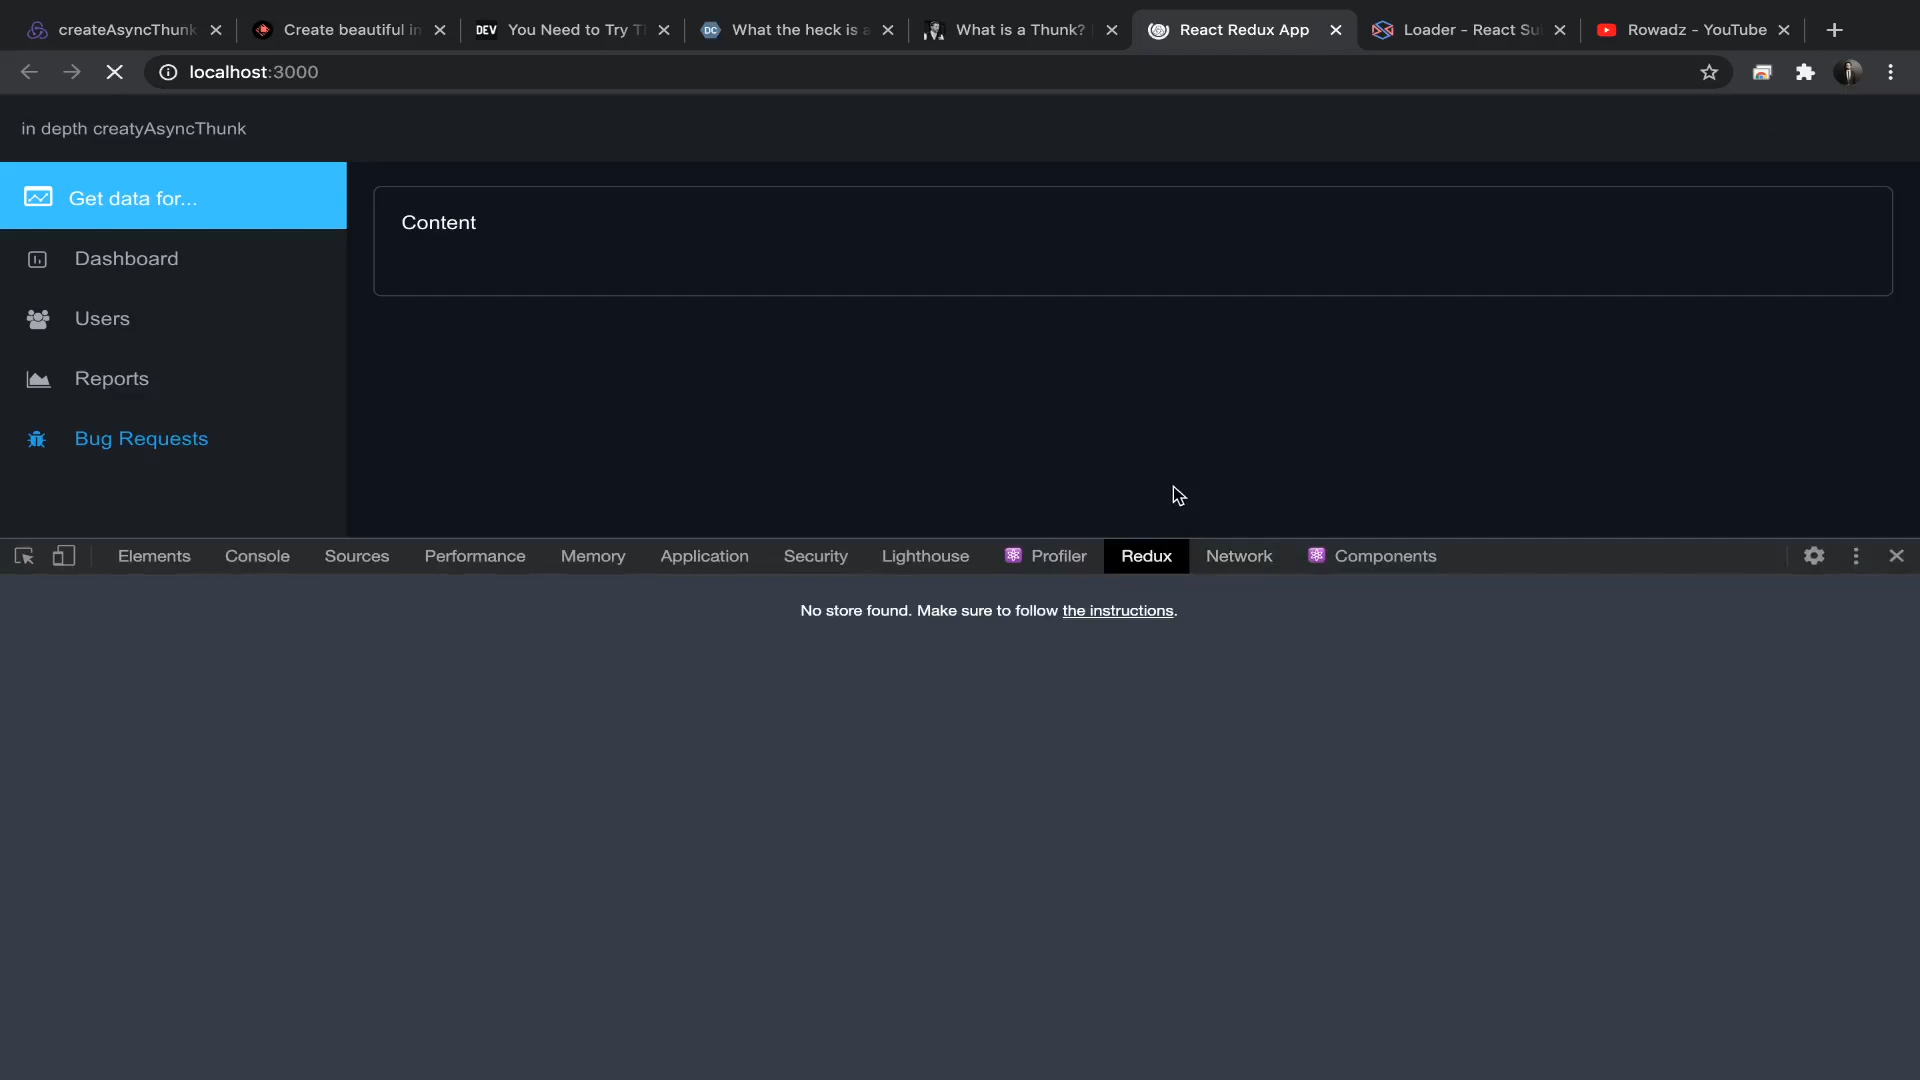 createAsyncThunk
Create beautiful in
DEV You Need to Try T
DC What the heck is a
What is a Thunk?
React Redux App
Loader - React Su
Rowadz - YouTube
localhost:3000
in depth creatyAsyncThunk
Get data for...
Dashboard
Users
Reports
Bug Requests
Content
Elements Console Sources Performance Memory Application Security Lighthouse Profiler Redux Network Components
No store found. Make sure to follow the instructions.